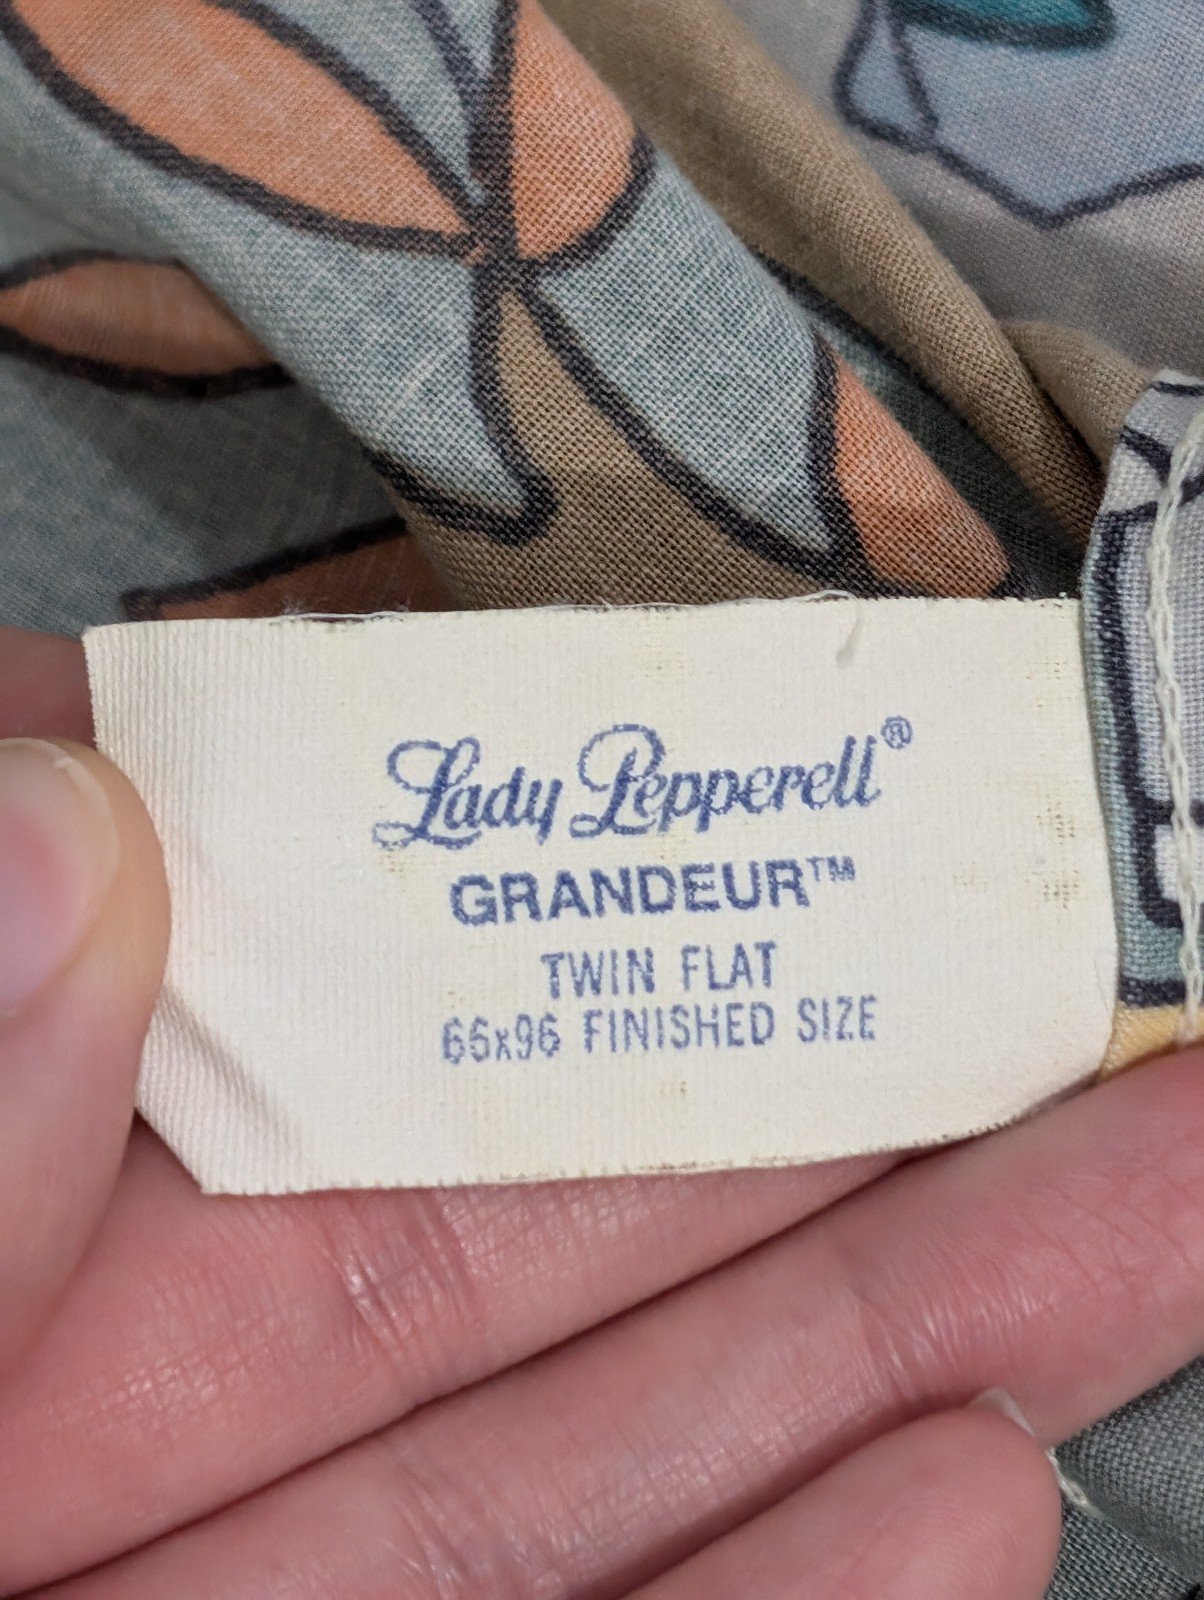 Lady Pepperell®
GRANDEUR™
TWIN FLAT
66x96 FINISHED SIZE